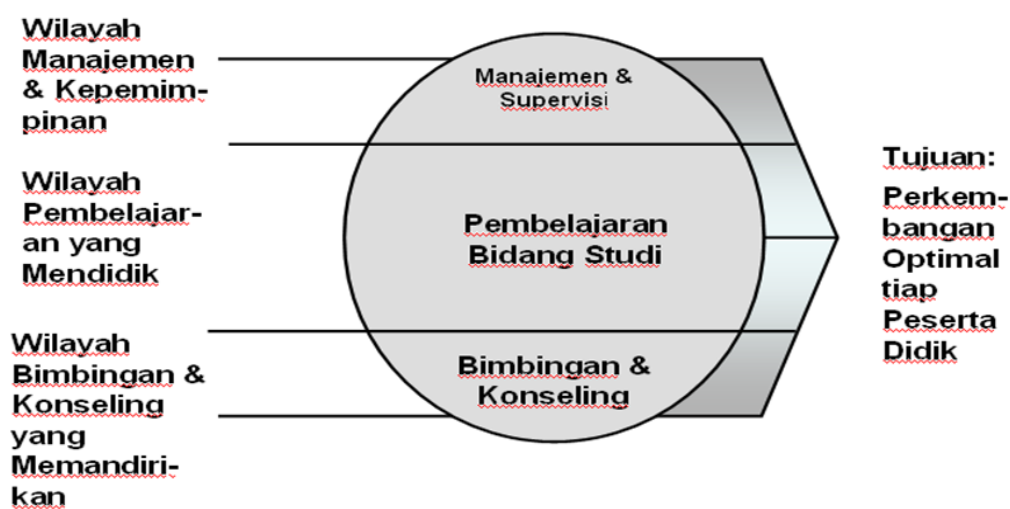 Wilayah
Manajemen
& Kepemim-
pinan
Wilayah
Pembelajar-
an yang
Mendidik
Wilayah
Bimbingan &
Konseling
yang
Memandiri-
kan
Manajemen &
Supervisi
Pembelajaran
Bidang Studi
Bimbingan &
Konseling
Tujuan:
Perkem-
bangan
Optimal
tiap
Peserta
Didik